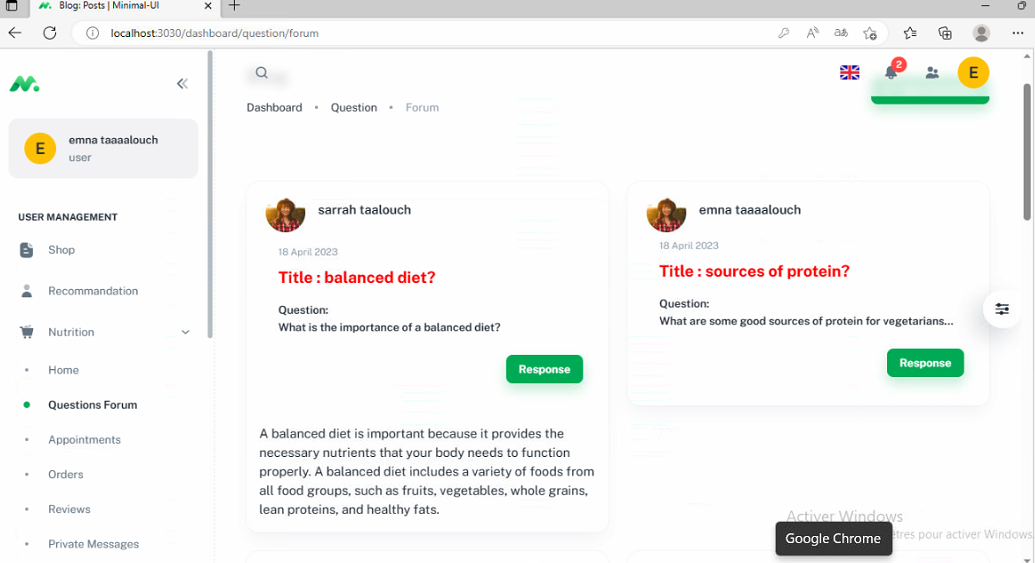 Blog: Posts | Minimal-UI
localhost:3030/dashboard/question/forum
A
aあ
2
E
Dashboard • Question • Forum
E
emna taaaalouch
user
USER MANAGEMENT
Shop
Recommandation
Nutrition
Home
Questions Forum
Appointments
Orders
Reviews
Private Messages
sarrah taalouch
18 April 2023
Title : balanced diet?
Question:
What is the importance of a balanced diet?
Response
A balanced diet is important because it provides the
necessary nutrients that your body needs to function
properly. A balanced diet includes a variety of foods from
all food groups, such as fruits, vegetables, whole grains,
lean proteins, and healthy fats.
emna taaaalouch
18 April 2023
Title : sources of protein?
Question:
What are some good sources of protein for vegetarians...
Response
Activer Windows
pour activer Windows.
Google Chrome